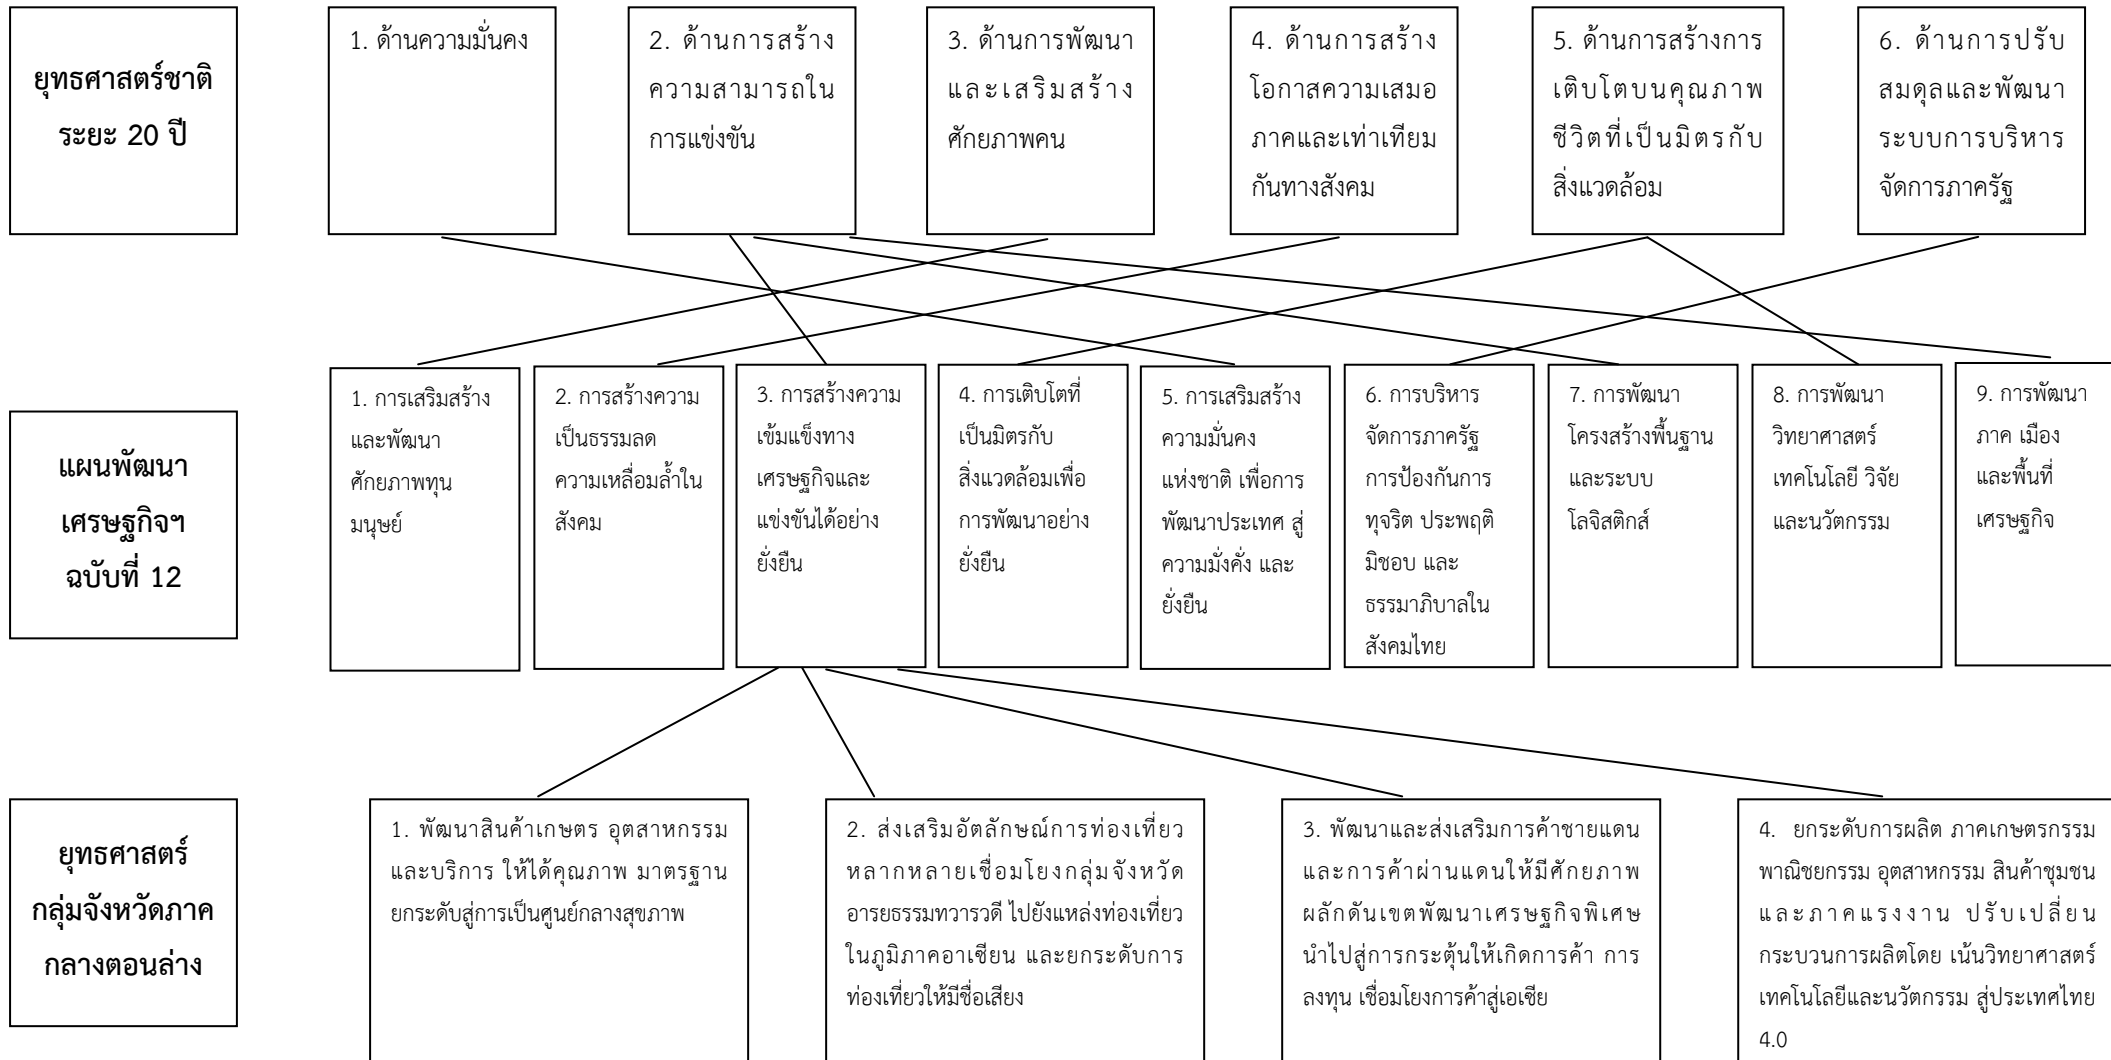 ยุทธศาสตร์ชาติ
ระยะ 20 ปี
1. ด้านความมั่นคง
2. ด้านการสร้าง
ความสามารถใน
การแข่งขัน
3. ด้านการพัฒนา
และเสริมสร้าง
ศักยภาพคน
4. ด้านการสร้าง
โอกาสความเสมอ
ภาคและเท่าเทียม
กันทางสังคม
5. ด้านการสร้างการ
เติบโตบนคุณภาพ
ชีวิตที่เป็นมิตรกับ
สิ่งแวดล้อม
6. ด้านการปรับ
สมดุลและพัฒนา
ระบบการบริหาร
จัดการภาครัฐ
แผนพัฒนา
เศรษฐกิจฯ
ฉบับที่ 12
1. การเสริมสร้าง
และพัฒนา
ศักยภาพทุน
มนุษย์
2. การสร้างความ
เป็นธรรมลด
ความเหลื่อมล้ำใน
สังคม
3. การสร้างความ
เข้มแข็งทาง
เศรษฐกิจและ
แข่งขันได้อย่าง
ยั่งยืน
4. การเติบโตที่
เป็นมิตรกับ
สิ่งแวดล้อมเพื่อ
การพัฒนาอย่าง
ยั่งยืน
5. การเสริมสร้าง
ความมั่นคง
แห่งชาติ เพื่อการ
พัฒนาประเทศ สู่
ความมั่งคั่ง และ
ยั่งยืน
6. การบริหาร
จัดการภาครัฐ
การป้องกันการ
ทุจริต ประพฤติ
มิชอบ และ
ธรรมาภิบาลใน
สังคมไทย
7. การพัฒนา
โครงสร้างพื้นฐาน
และระบบ
โลจิสติกส์
8. การพัฒนา
วิทยาศาสตร์
เทคโนโลยี วิจัย
และนวัตกรรม
9. การพัฒนา
ภาค เมือง
และพื้นที่
เศรษฐกิจ
ยุทธศาสตร์
กลุ่มจังหวัดภาค
กลางตอนล่าง
1. พัฒนาสินค้าเกษตร อุตสาหกรรม
และบริการ ให้ได้คุณภาพ มาตรฐาน
ยกระดับสู่การเป็นศูนย์กลางสุขภาพ
2. ส่งเสริมอัตลักษณ์การท่องเที่ยว
หลากหลายเชื่อมโยงกลุ่มจังหวัด
อารยธรรมทวารวดี ไปยังแหล่งท่องเที่ยว
ในภูมิภาคอาเซียน และยกระดับการ
ท่องเที่ยวให้มีชื่อเสียง
3. พัฒนาและส่งเสริมการค้าชายแดน
และการค้าผ่านแดนให้มีศักยภาพ
ผลักดันเขตพัฒนาเศรษฐกิจพิเศษ
นำไปสู่การกระตุ้นให้เกิดการค้า การ
ลงทุน เชื่อมโยงการค้าสู่เอเซีย
4. ยกระดับการผลิต ภาคเกษตรกรรม
พาณิชยกรรม อุตสาหกรรม สินค้าชุมชน
และภาคแรงงาน ปรับเปลี่ยน
กระบวนการผลิตโดย เน้นวิทยาศาสตร์
เทคโนโลยีและนวัตกรรม สู่ประเทศไทย
4.0